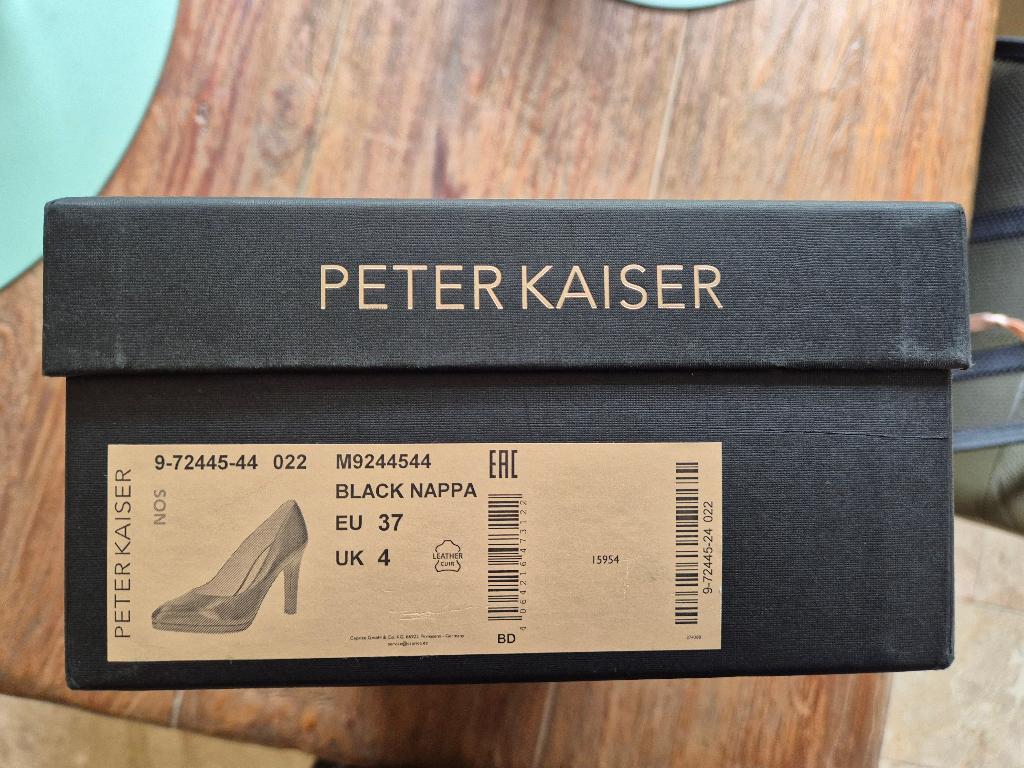 PETER KAISER
PETER KAISER
NOS
9-72445-44 022 M9244544
BLACK NAPPA
EU 37
UK 4
LEATHER
CUIR
EAC
4 064216 473122
BD
15954
9-72445-24 022